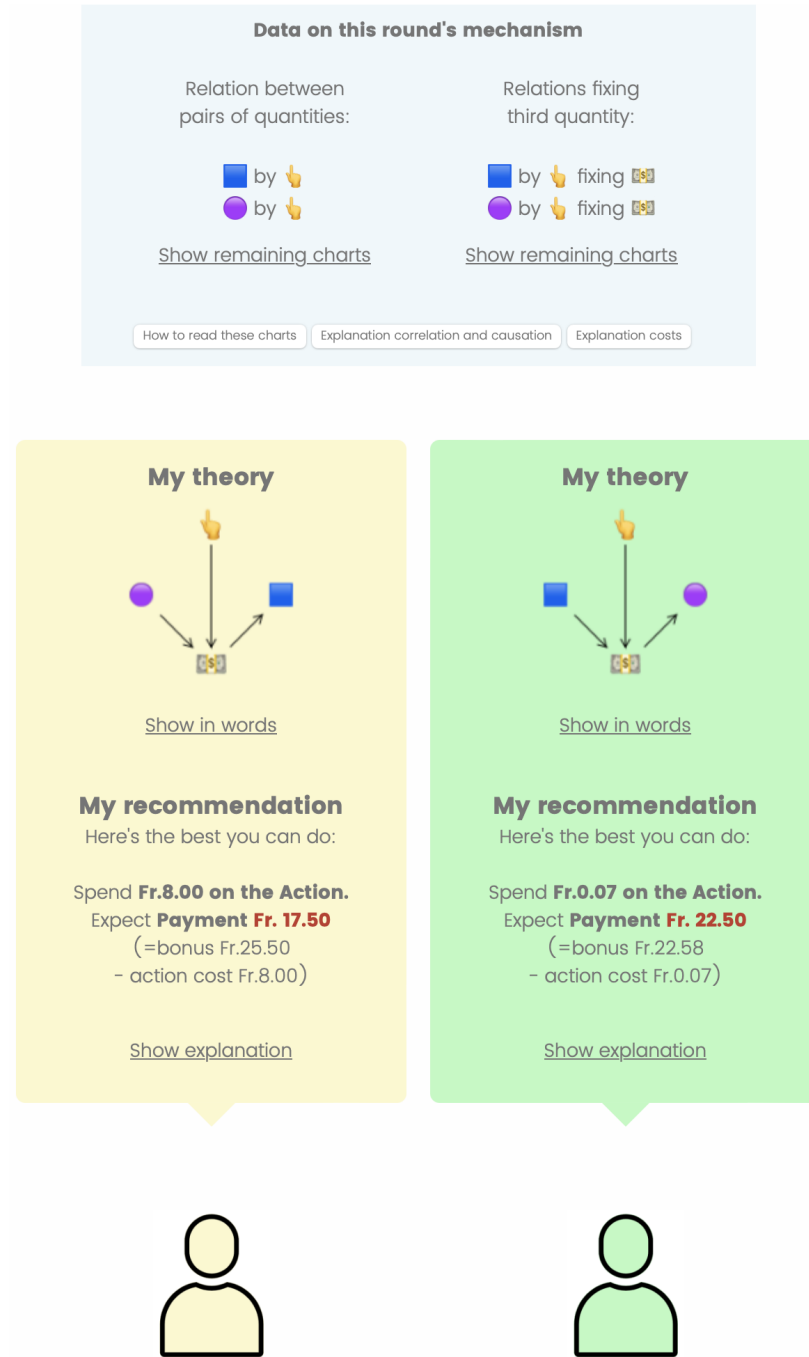 Data on this round's mechanism
Relation between
pairs of quantities:
🟦 by 👆
🟣 by 👆
Show remaining charts
Relations fixing
third quantity:
🟦 by 👆 fixing 💵
🟣 by 👆 fixing 💵
Show remaining charts
How to read these charts
Explanation correlation and causation
Explanation costs
My theory
Show in words
My recommendation
Here's the best you can do:
Spend Fr.8.00 on the Action.
Expect Payment Fr. 17.50
(=bonus Fr.25.50
- action cost Fr.8.00)
Show explanation
My theory
Show in words
My recommendation
Here's the best you can do:
Spend Fr.0.07 on the Action.
Expect Payment Fr. 22.50
(=bonus Fr.22.58
- action cost Fr.0.07)
Show explanation